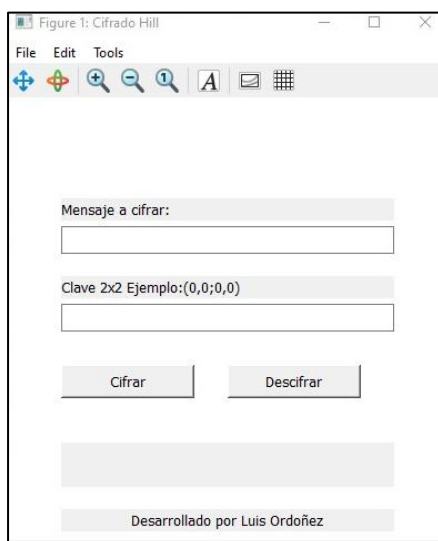 Figure 1: Cifrado Hill
File Edit Tools
1 A
Mensaje a cifrar:
Clave 2x2 Ejemplo:(0,0;0,0)
Cifrar Descifrar
Desarrollado por Luis Ordoñez